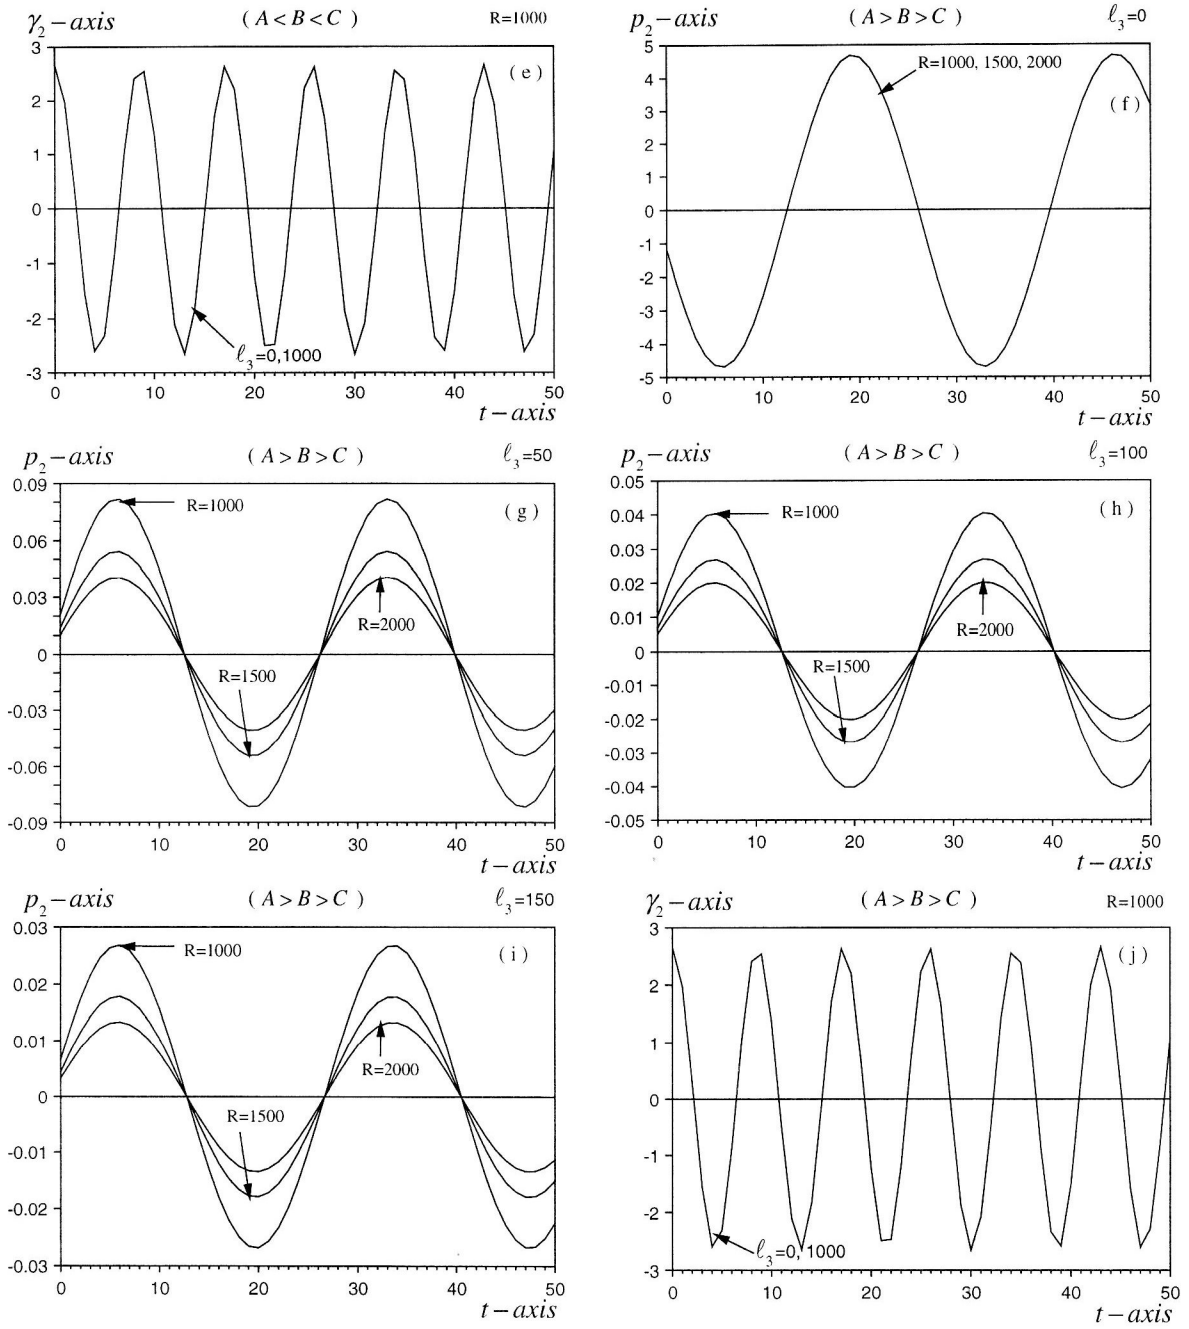 γ₂ – axis ( A < B < C ) R=1000
3
2
1
0
-1
-2
-3
0 10 20 30 40 50
t – axis
( e )
ℓ₃=0,1000
p₂ – axis ( A > B > C ) ℓ₃=0
5
4
3
2
1
0
-1
-2
-3
-4
-5
0 10 20 30 40 50
t – axis
R=1000, 1500, 2000
( f )
p₂ – axis ( A > B > C ) ℓ₃=50
0.09
0.06
0.03
0
-0.03
-0.06
-0.09
0 10 20 30 40 50
t – axis
R=1000
( g )
R=2000
R=1500
p₂ – axis ( A > B > C ) ℓ₃=100
0.05
0.04
0.03
0.02
0.01
0
-0.01
-0.02
-0.03
-0.04
-0.05
0 10 20 30 40 50
t – axis
R=1000
( h )
R=2000
R=1500
p₂ – axis ( A > B > C ) ℓ₃=150
0.03
0.02
0.01
0
-0.01
-0.02
-0.03
0 10 20 30 40 50
t – axis
R=1000
( i )
R=2000
R=1500
γ₂ – axis ( A > B > C ) R=1000
3
2
1
0
-1
-2
-3
0 10 20 30 40 50
t – axis
( j )
ℓ₃=0, 1000